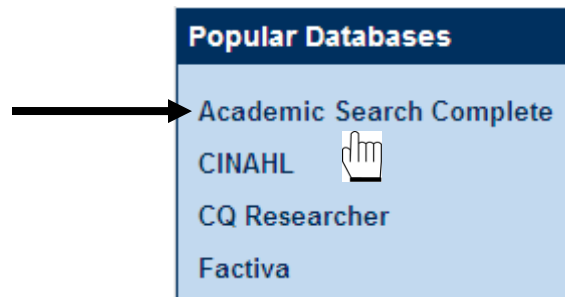 Popular Databases
Academic Search Complete
CINAHL
CQ Researcher
Factiva